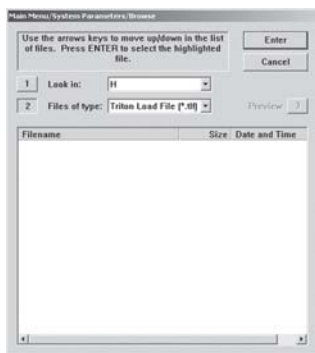 Main Menu/System Parameters/Browse
Use the arrows keys to move up/down in the list
of files. Press ENTER to select the highlighted
file.
Enter
Cancel
1 Look in: H
2 Files of type: Triton Load File (*.tlf)
Preview 3
Filename Size Date and Time